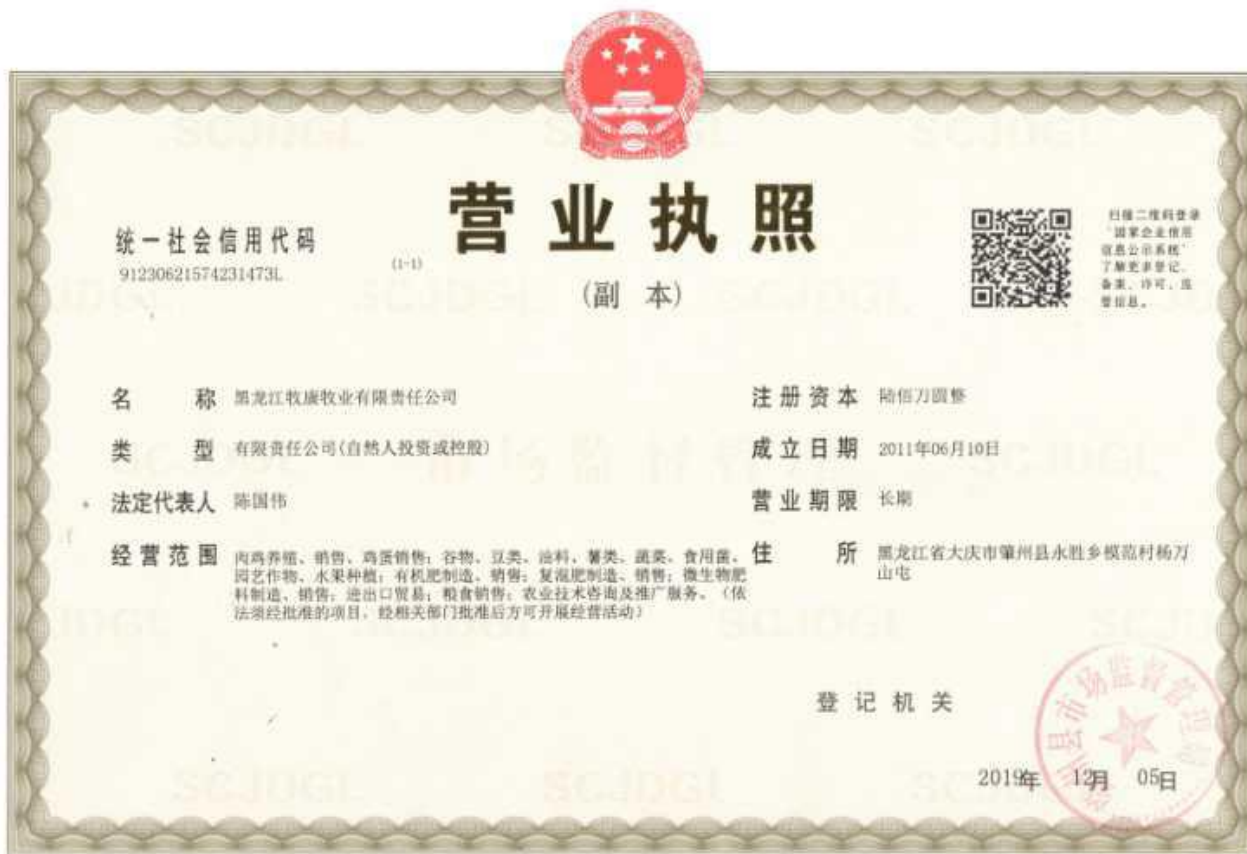 营业执照
(副 本)
统一社会信用代码
91230621574231473L
(1-1)
扫描二维码登录
“国家企业信用
信息公示系统”
了解更多登记、
备案、许可、监
管信息。
名 称 黑龙江牧康牧业有限责任公司
类 型 有限责任公司(自然人投资或控股)
法定代表人 陈国伟
经营范围 肉鸡养殖、销售、鸡蛋销售;谷物、豆类、油料、薯类、蔬菜、食用菌、
园艺作物、水果种植;有机肥制造、销售;复混肥制造、销售;微生物肥
料制造、销售;进出口贸易;粮食销售;农业技术咨询及推广服务。(依
法须经批准的项目,经相关部门批准后方可开展经营活动)
注册资本 陆佰万圆整
成立日期 2011年06月10日
营业期限 长期
住 所 黑龙江省大庆市肇州县永胜乡模范村杨万
山屯
登记机关
肇州县市场监督管理局
2019年 12月 05日
SCJDGL